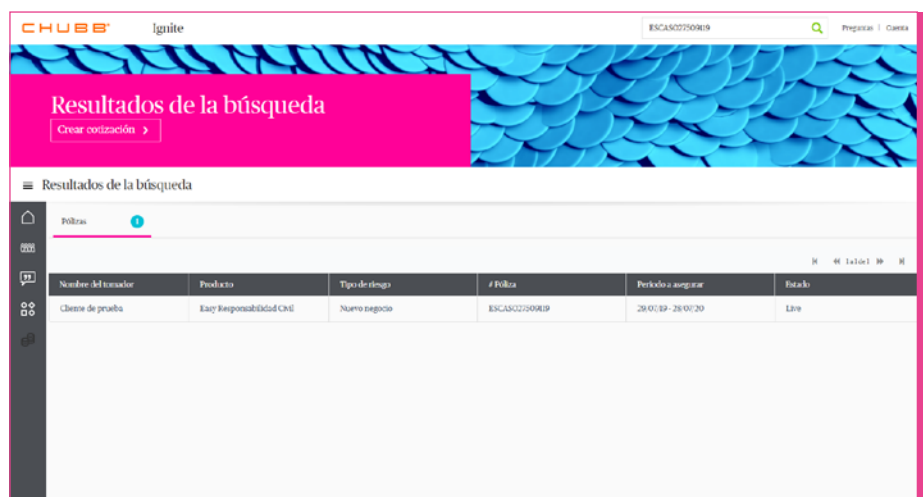 CHUBB Ignite ESCASO27509119 Preguntas | Cuenta
Resultados de la búsqueda
Crear cotización >
Resultados de la búsqueda
Pólizas 1
1 a 1 de 1
Nombre del tomador Producto Tipo de riesgo # Póliza Periodo a asegurar Estado
Cliente de prueba Easy Responsabilidad Civil Nuevo negocio ESCASO27509119 29/07/19 - 28/07/20 Live